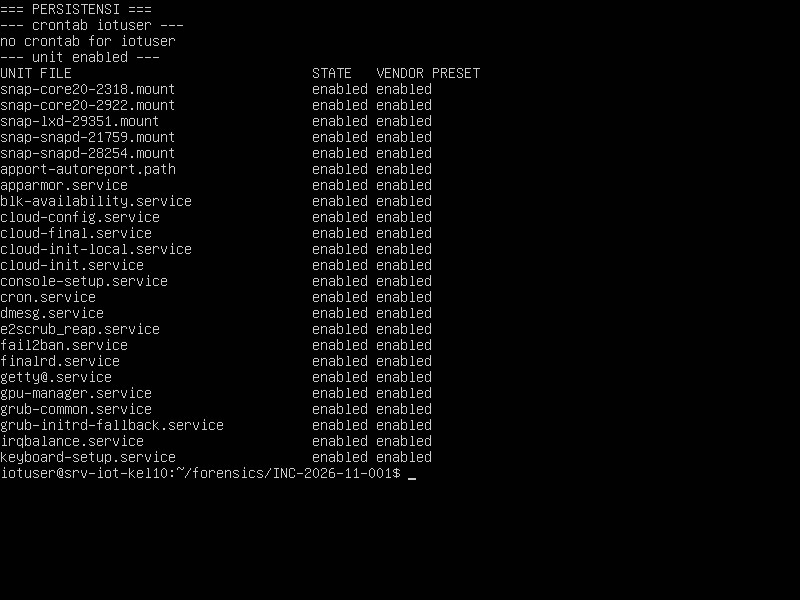 === PERSISTENSI ===
--- crontab iotuser ---
no crontab for iotuser
--- unit enabled ---
UNIT FILE                              STATE   VENDOR PRESET
snap-core20-2318.mount                 enabled enabled
snap-core20-2922.mount                 enabled enabled
snap-lxd-29351.mount                   enabled enabled
snap-snapd-21759.mount                 enabled enabled
snap-snapd-28254.mount                 enabled enabled
apport-autoreport.path                 enabled enabled
apparmor.service                       enabled enabled
blk-availability.service               enabled enabled
cloud-config.service                   enabled enabled
cloud-final.service                    enabled enabled
cloud-init-local.service               enabled enabled
cloud-init.service                     enabled enabled
console-setup.service                  enabled enabled
cron.service                           enabled enabled
dmesg.service                          enabled enabled
e2scrub_reap.service                   enabled enabled
fail2ban.service                       enabled enabled
finalrd.service                        enabled enabled
getty@.service                         enabled enabled
gpu-manager.service                    enabled enabled
grub-common.service                    enabled enabled
grub-initrd-fallback.service           enabled enabled
irqbalance.service                     enabled enabled
keyboard-setup.service                 enabled enabled
iotuser@srv-iot-kel10:~/forensics/INC-2026-11-001$ _